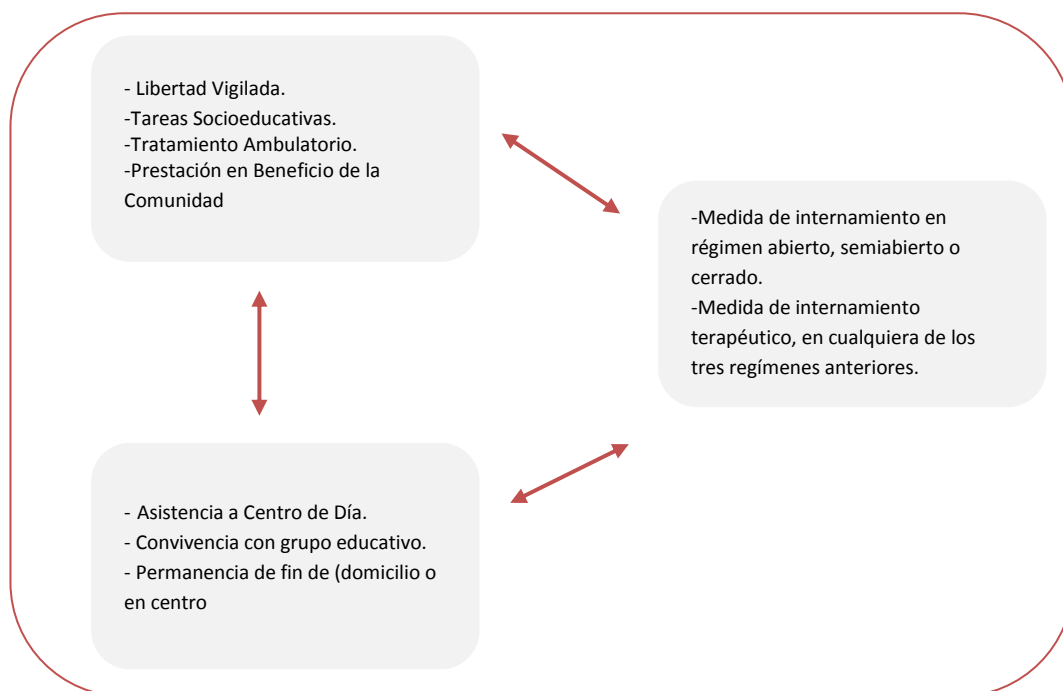 - Libertad Vigilada.
-Tareas Socioeducativas.
-Tratamiento Ambulatorio.
-Prestación en Beneficio de la
Comunidad
-Medida de internamiento en
régimen abierto, semiabierto o
cerrado.
-Medida de internamiento
terapéutico, en cualquiera de los
tres regímenes anteriores.
- Asistencia a Centro de Día.
- Convivencia con grupo educativo.
- Permanencia de fin de (domicilio o
en centro